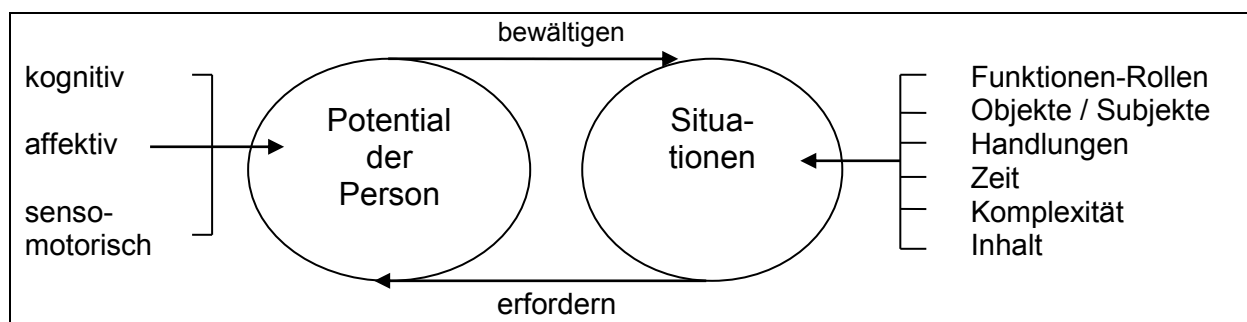 bewältigen
kognitiv
affektiv
senso-
motorisch
Potential
der
Person
Situa-
tionen
Funktionen-Rollen
Objekte / Subjekte
Handlungen
Zeit
Komplexität
Inhalt
erfordern